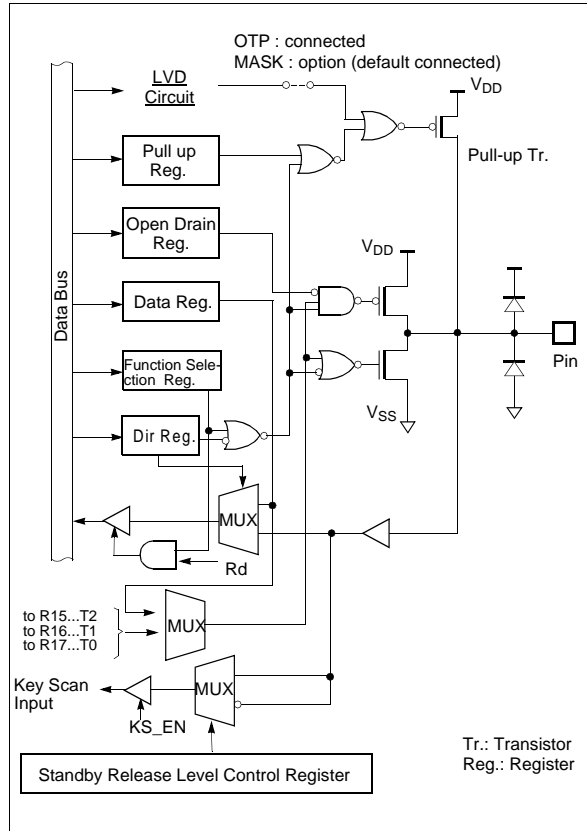 OTP : connected
MASK : option (default connected)
LVD
Circuit
VDD
Pull up
Reg.
Pull-up Tr.
Open Drain
Reg.
VDD
Data Bus
Data Reg.
Function Sele-
ction Reg.
Pin
VSS
Dir Reg.
MUX
Rd
to R15...T2
to R16...T1
to R17...T0
MUX
Key Scan
Input
MUX
KS_EN
Standby Release Level Control Register
Tr.: Transistor
Reg.: Register